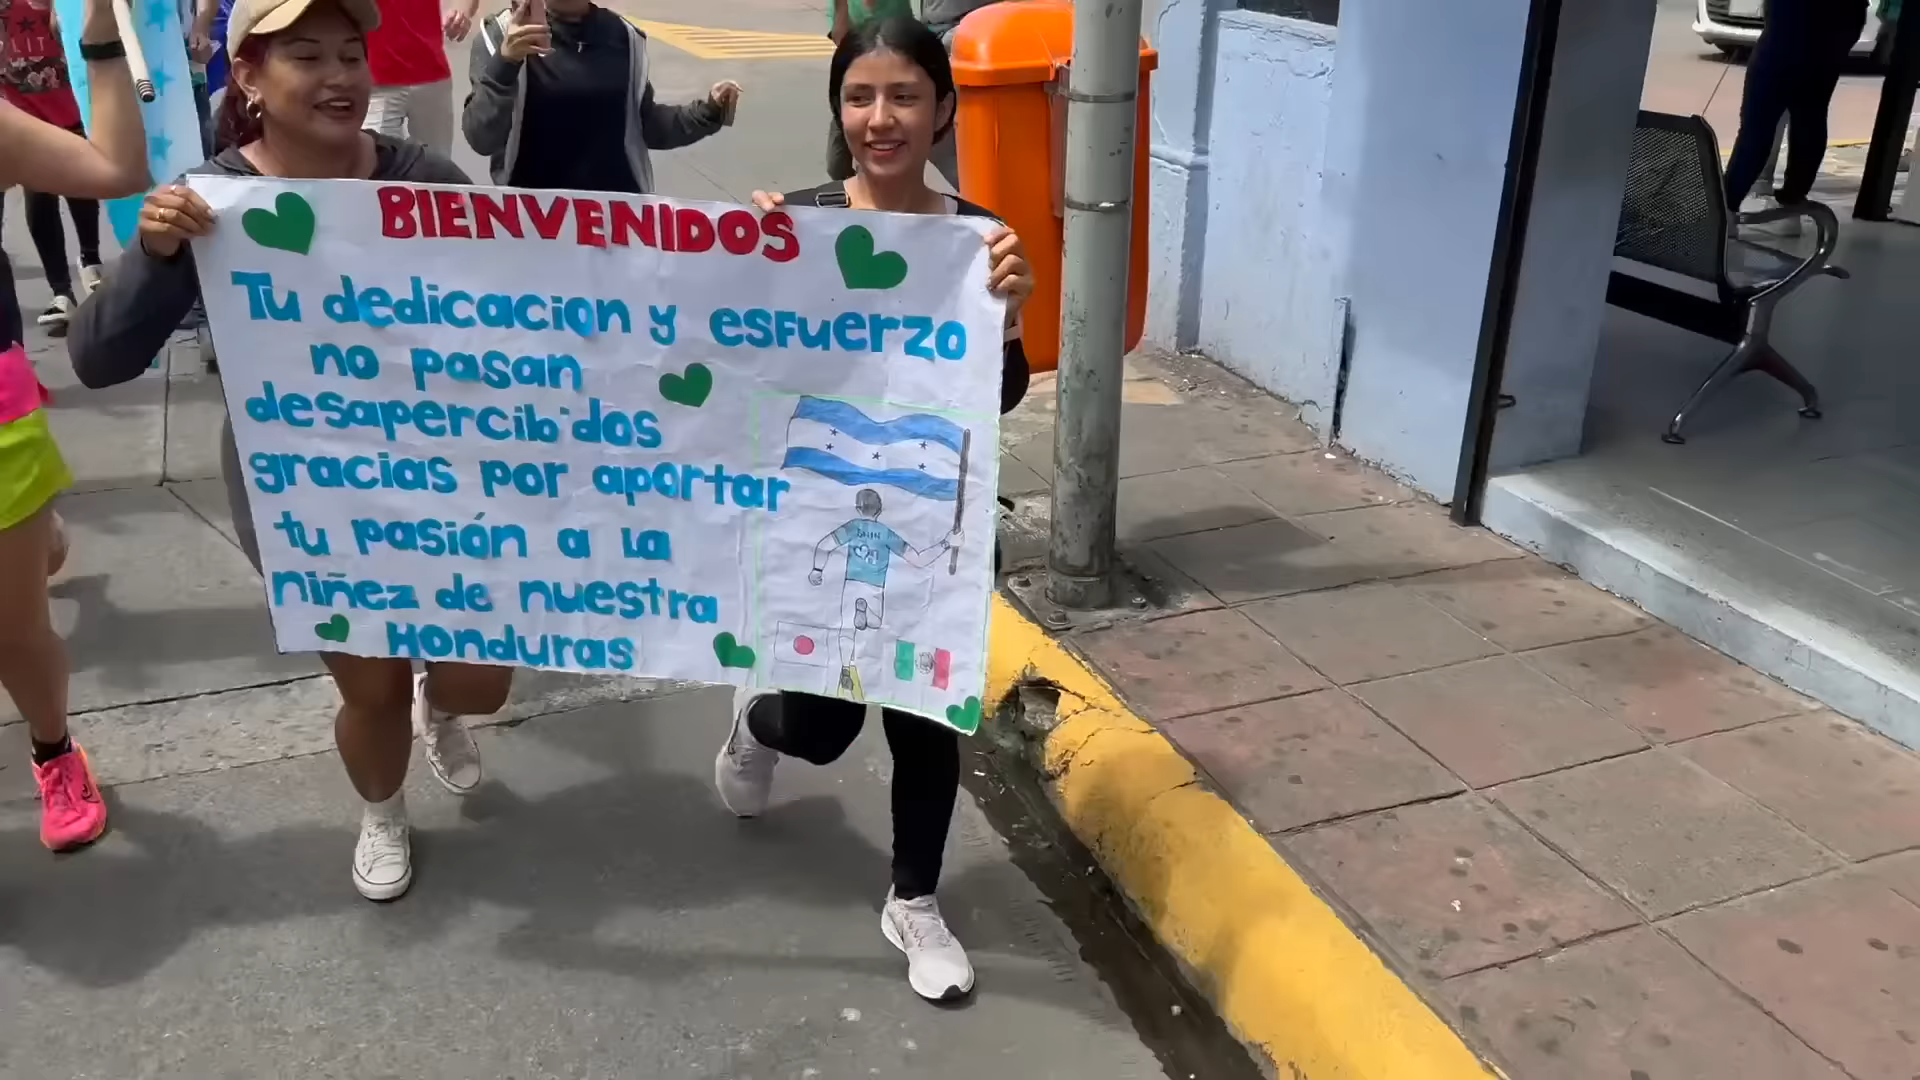 BIENVENIDOS
Tu dedicacion y esfuerzo
no pasan
desapercibidos
gracias por aportar
tu pasión a la
niñez de nuestra
Honduras